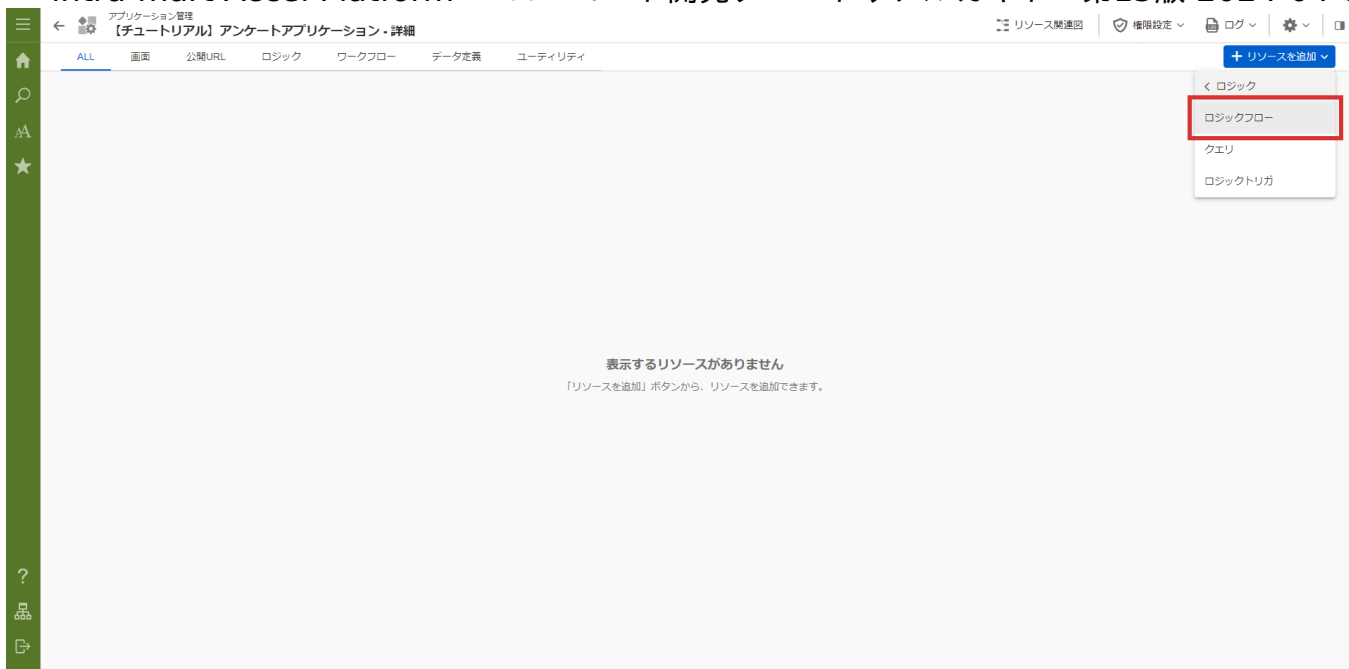 アプリケーション管理
【チュートリアル】アンケートアプリケーション - 詳細
リソース関連図
権限設定
ログ
ALL
画面
公開URL
ロジック
ワークフロー
データ定義
ユーティリティ
+ リソースを追加
< ロジック
ロジックフロー
クエリ
ロジックトリガ
表示するリソースがありません
「リソースを追加」ボタンから、リソースを追加できます。